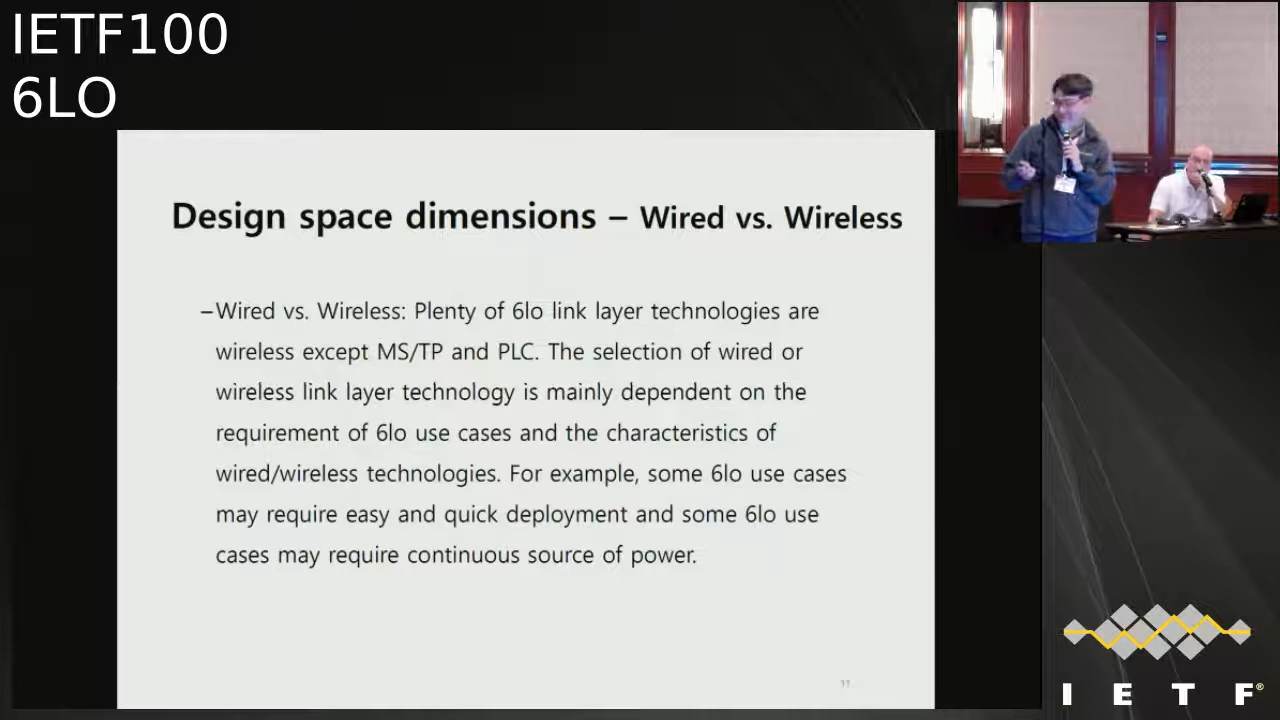 IETF100
6LO
Design space dimensions – Wired vs. Wireless
–Wired vs. Wireless: Plenty of 6lo link layer technologies are
wireless except MS/TP and PLC. The selection of wired or
wireless link layer technology is mainly dependent on the
requirement of 6lo use cases and the characteristics of
wired/wireless technologies. For example, some 6lo use cases
may require easy and quick deployment and some 6lo use
cases may require continuous source of power.
11
I E T F®